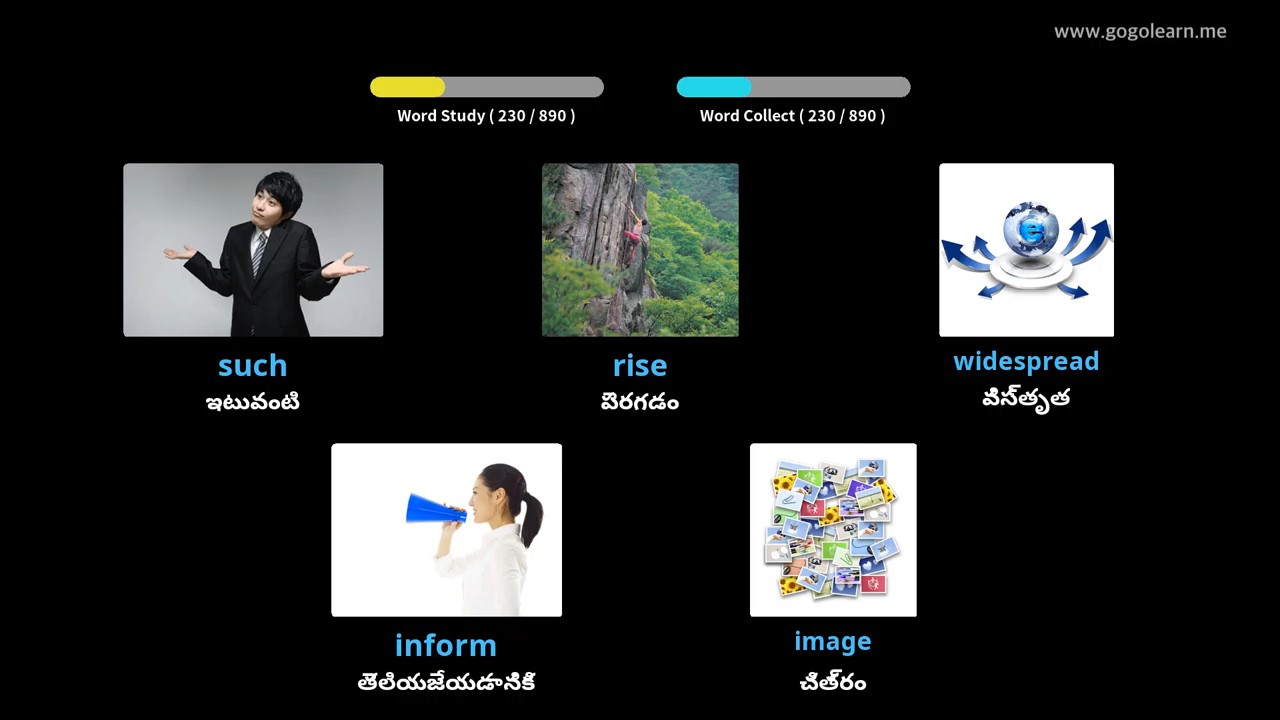 www.gogolearn.me
Word Study ( 230 / 890 )
Word Collect ( 230 / 890 )
such
ఇటువంటి
rise
పెరగడం
widespread
విస్తృత
inform
తెలియజేయడానికి
image
చిత్రం